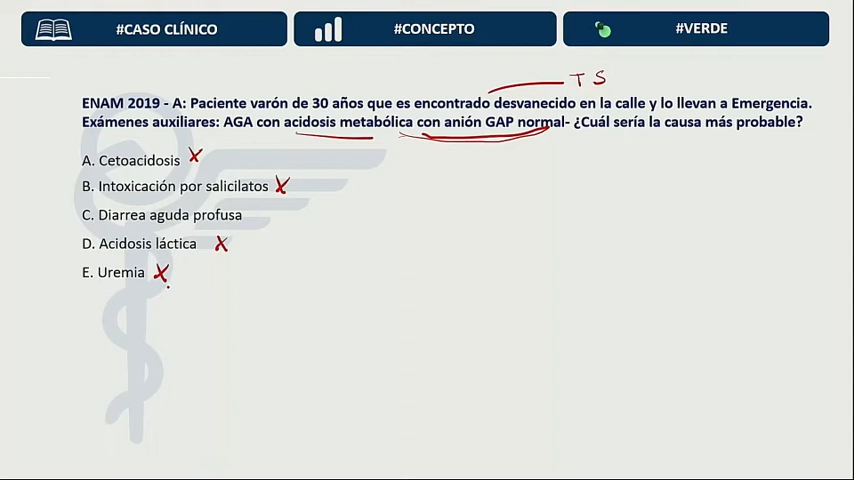 #CASO CLÍNICO
#CONCEPTO
#VERDE
T S
ENAM 2019 - A: Paciente varón de 30 años que es encontrado desvanecido en la calle y lo llevan a Emergencia.
Exámenes auxiliares: AGA con acidosis metabólica con anión GAP normal- ¿Cuál sería la causa más probable?
A. Cetoacidosis X
B. Intoxicación por salicilatos X
C. Diarrea aguda profusa
D. Acidosis láctica X
E. Uremia X